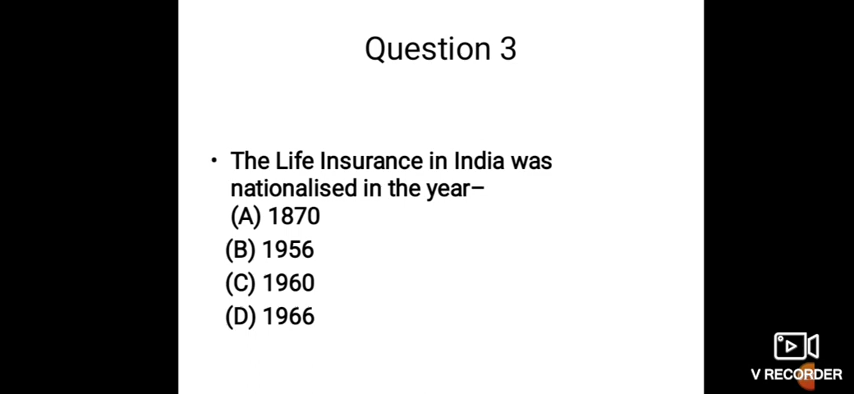 Question 3
• The Life Insurance in India was
nationalised in the year–
(A) 1870
(B) 1956
(C) 1960
(D) 1966
V RECORDER